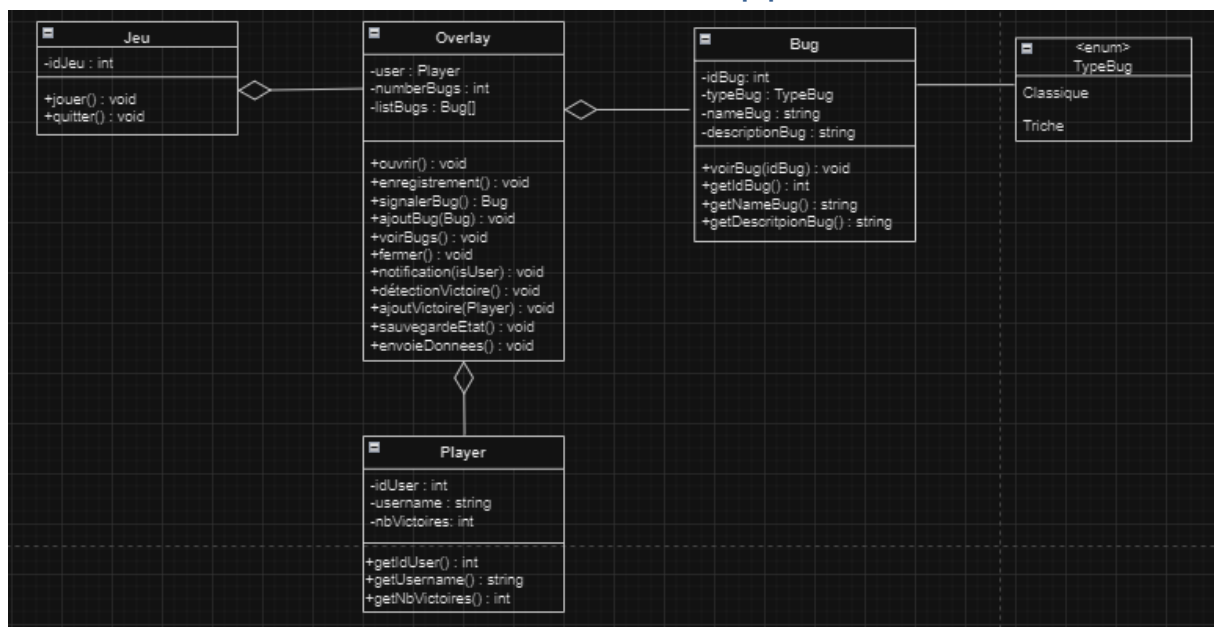 Jeu
-idJeu : int
+jouer() : void
+quitter() : void
Overlay
-user : Player
-numberBugs : int
-listBugs : Bug[]
+ouvrir() : void
+enregistrement() : void
+signalerBug() : Bug
+ajoutBug(Bug) : void
+voirBugs() : void
+fermer() : void
+notification(isUser) : void
+détectionVictoire() : void
+ajoutVictoire(Player) : void
+sauvegardeEtat() : void
+envoieDonnees() : void
Bug
-idBug: int
-typeBug : TypeBug
-nameBug : string
-descriptionBug : string
+voirBug(idBug) : void
+getIdBug() : int
+getNameBug() : string
+getDescritpionBug() : string
<enum>
TypeBug
Classique
Triche
Player
-idUser : int
-username : string
-nbVictoires: int
+getIdUser() : int
+getUsername() : string
+getNbVictoires() : int